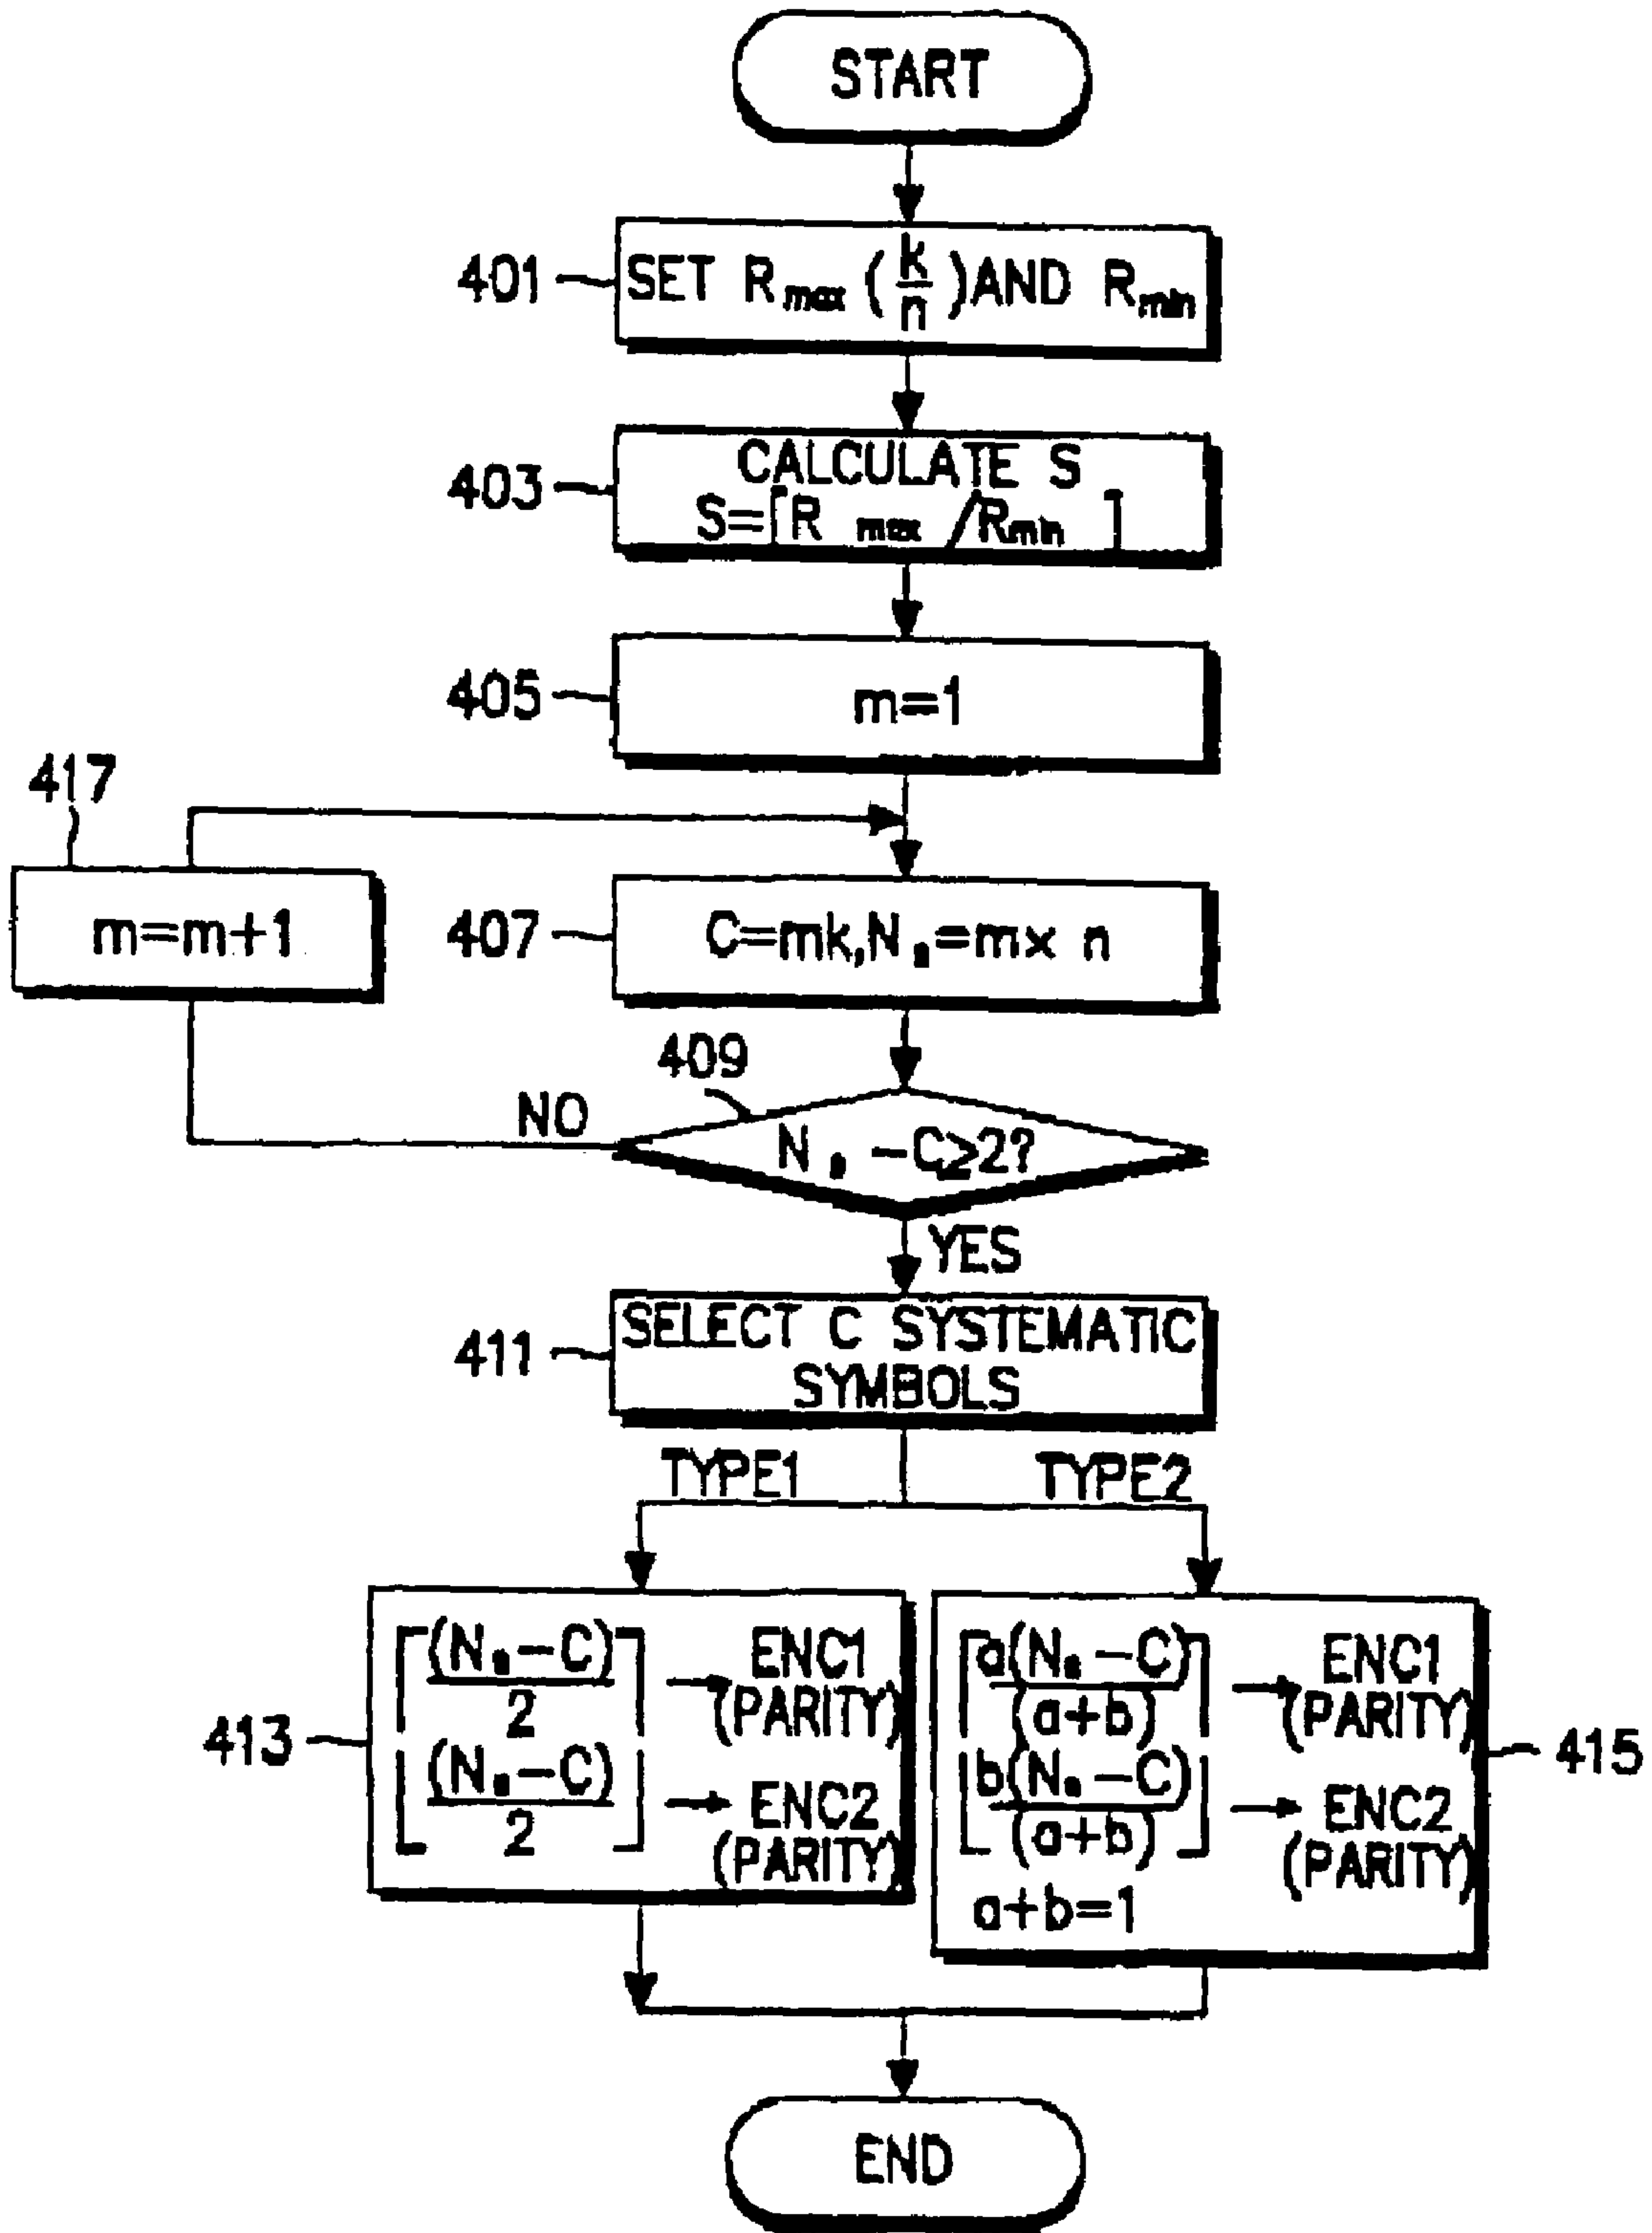 START
401
SET Rmax (k/n) AND Rmin
403
CALCULATE S
S=⌈Rmax/Rmin⌉
405
m=1
417
m=m+1
407
C=mk,Ns=m× n
409
NO
Ns -C≥2?
YES
411
SELECT C SYSTEMATIC
SYMBOLS
TYPE1
TYPE2
413
(Ns-C)/2 → ENC1
(PARITY)
(Ns-C)/2 → ENC2
(PARITY)
415
a(Ns-C)/(a+b) → ENC1
(PARITY)
b(Ns-C)/(a+b) → ENC2
(PARITY)
a+b=1
END